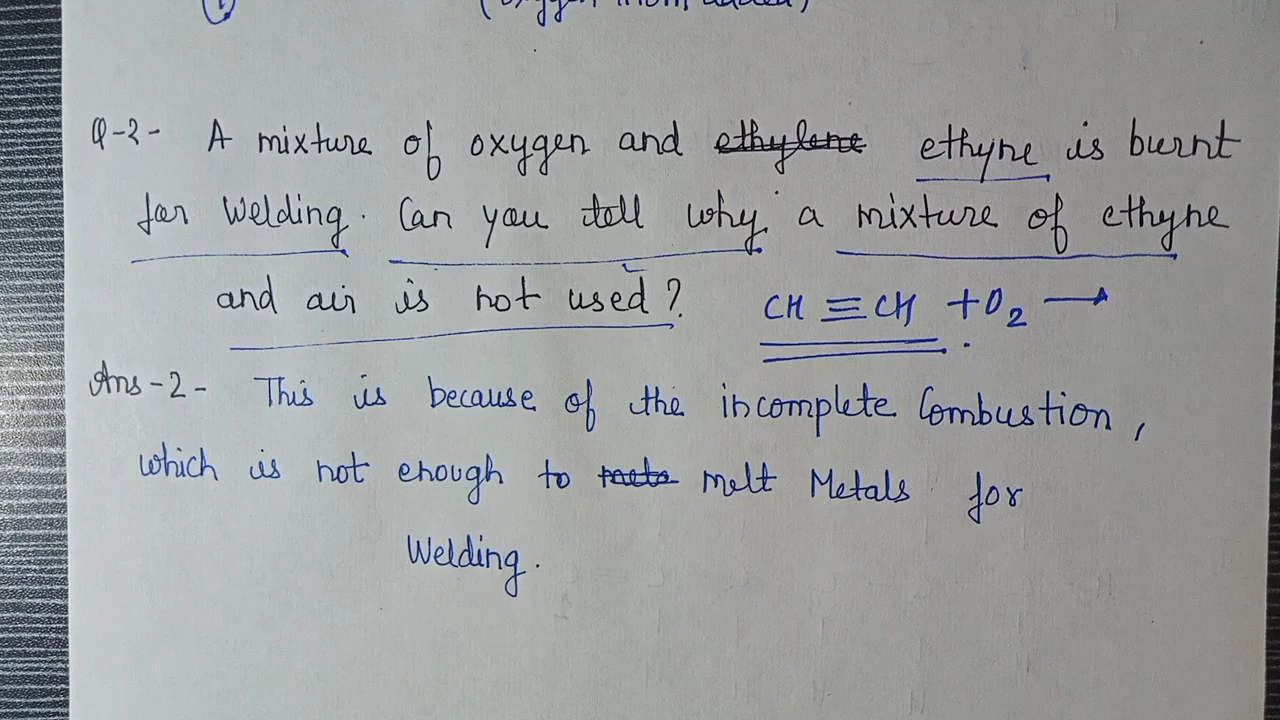 Q-2- A mixture of oxygen and ethylene ethyne is burnt
for Welding. Can you tell why a mixture of ethyne
and air is not used?
CH ≡ CH + O₂ →
Ans-2- This is because of the incomplete Combustion,
which is not enough to melt Metals for
Welding.